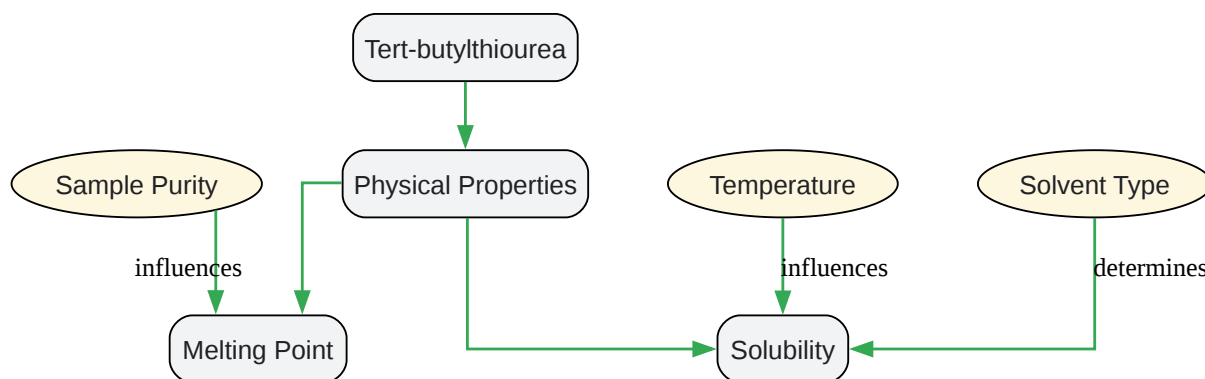 Tert-butylthiourea
Sample Purity
Physical Properties
Temperature
Solvent Type
influences
influences
determines
Melting Point
Solubility